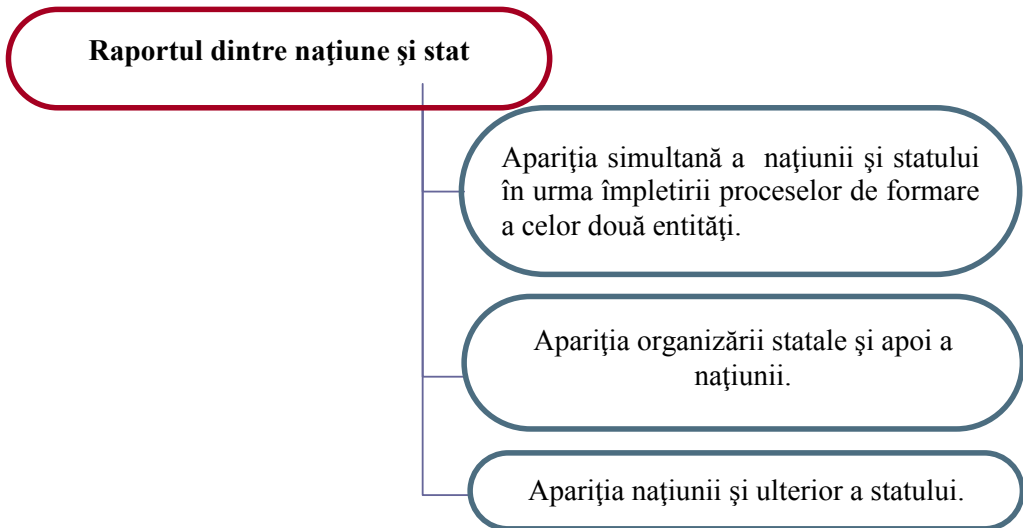 Raportul dintre naţiune şi stat
Apariţia simultană a naţiunii şi statului
în urma împletirii proceselor de formare
a celor două entităţi.
Apariţia organizării statale şi apoi a
naţiunii.
Apariţia naţiunii şi ulterior a statului.